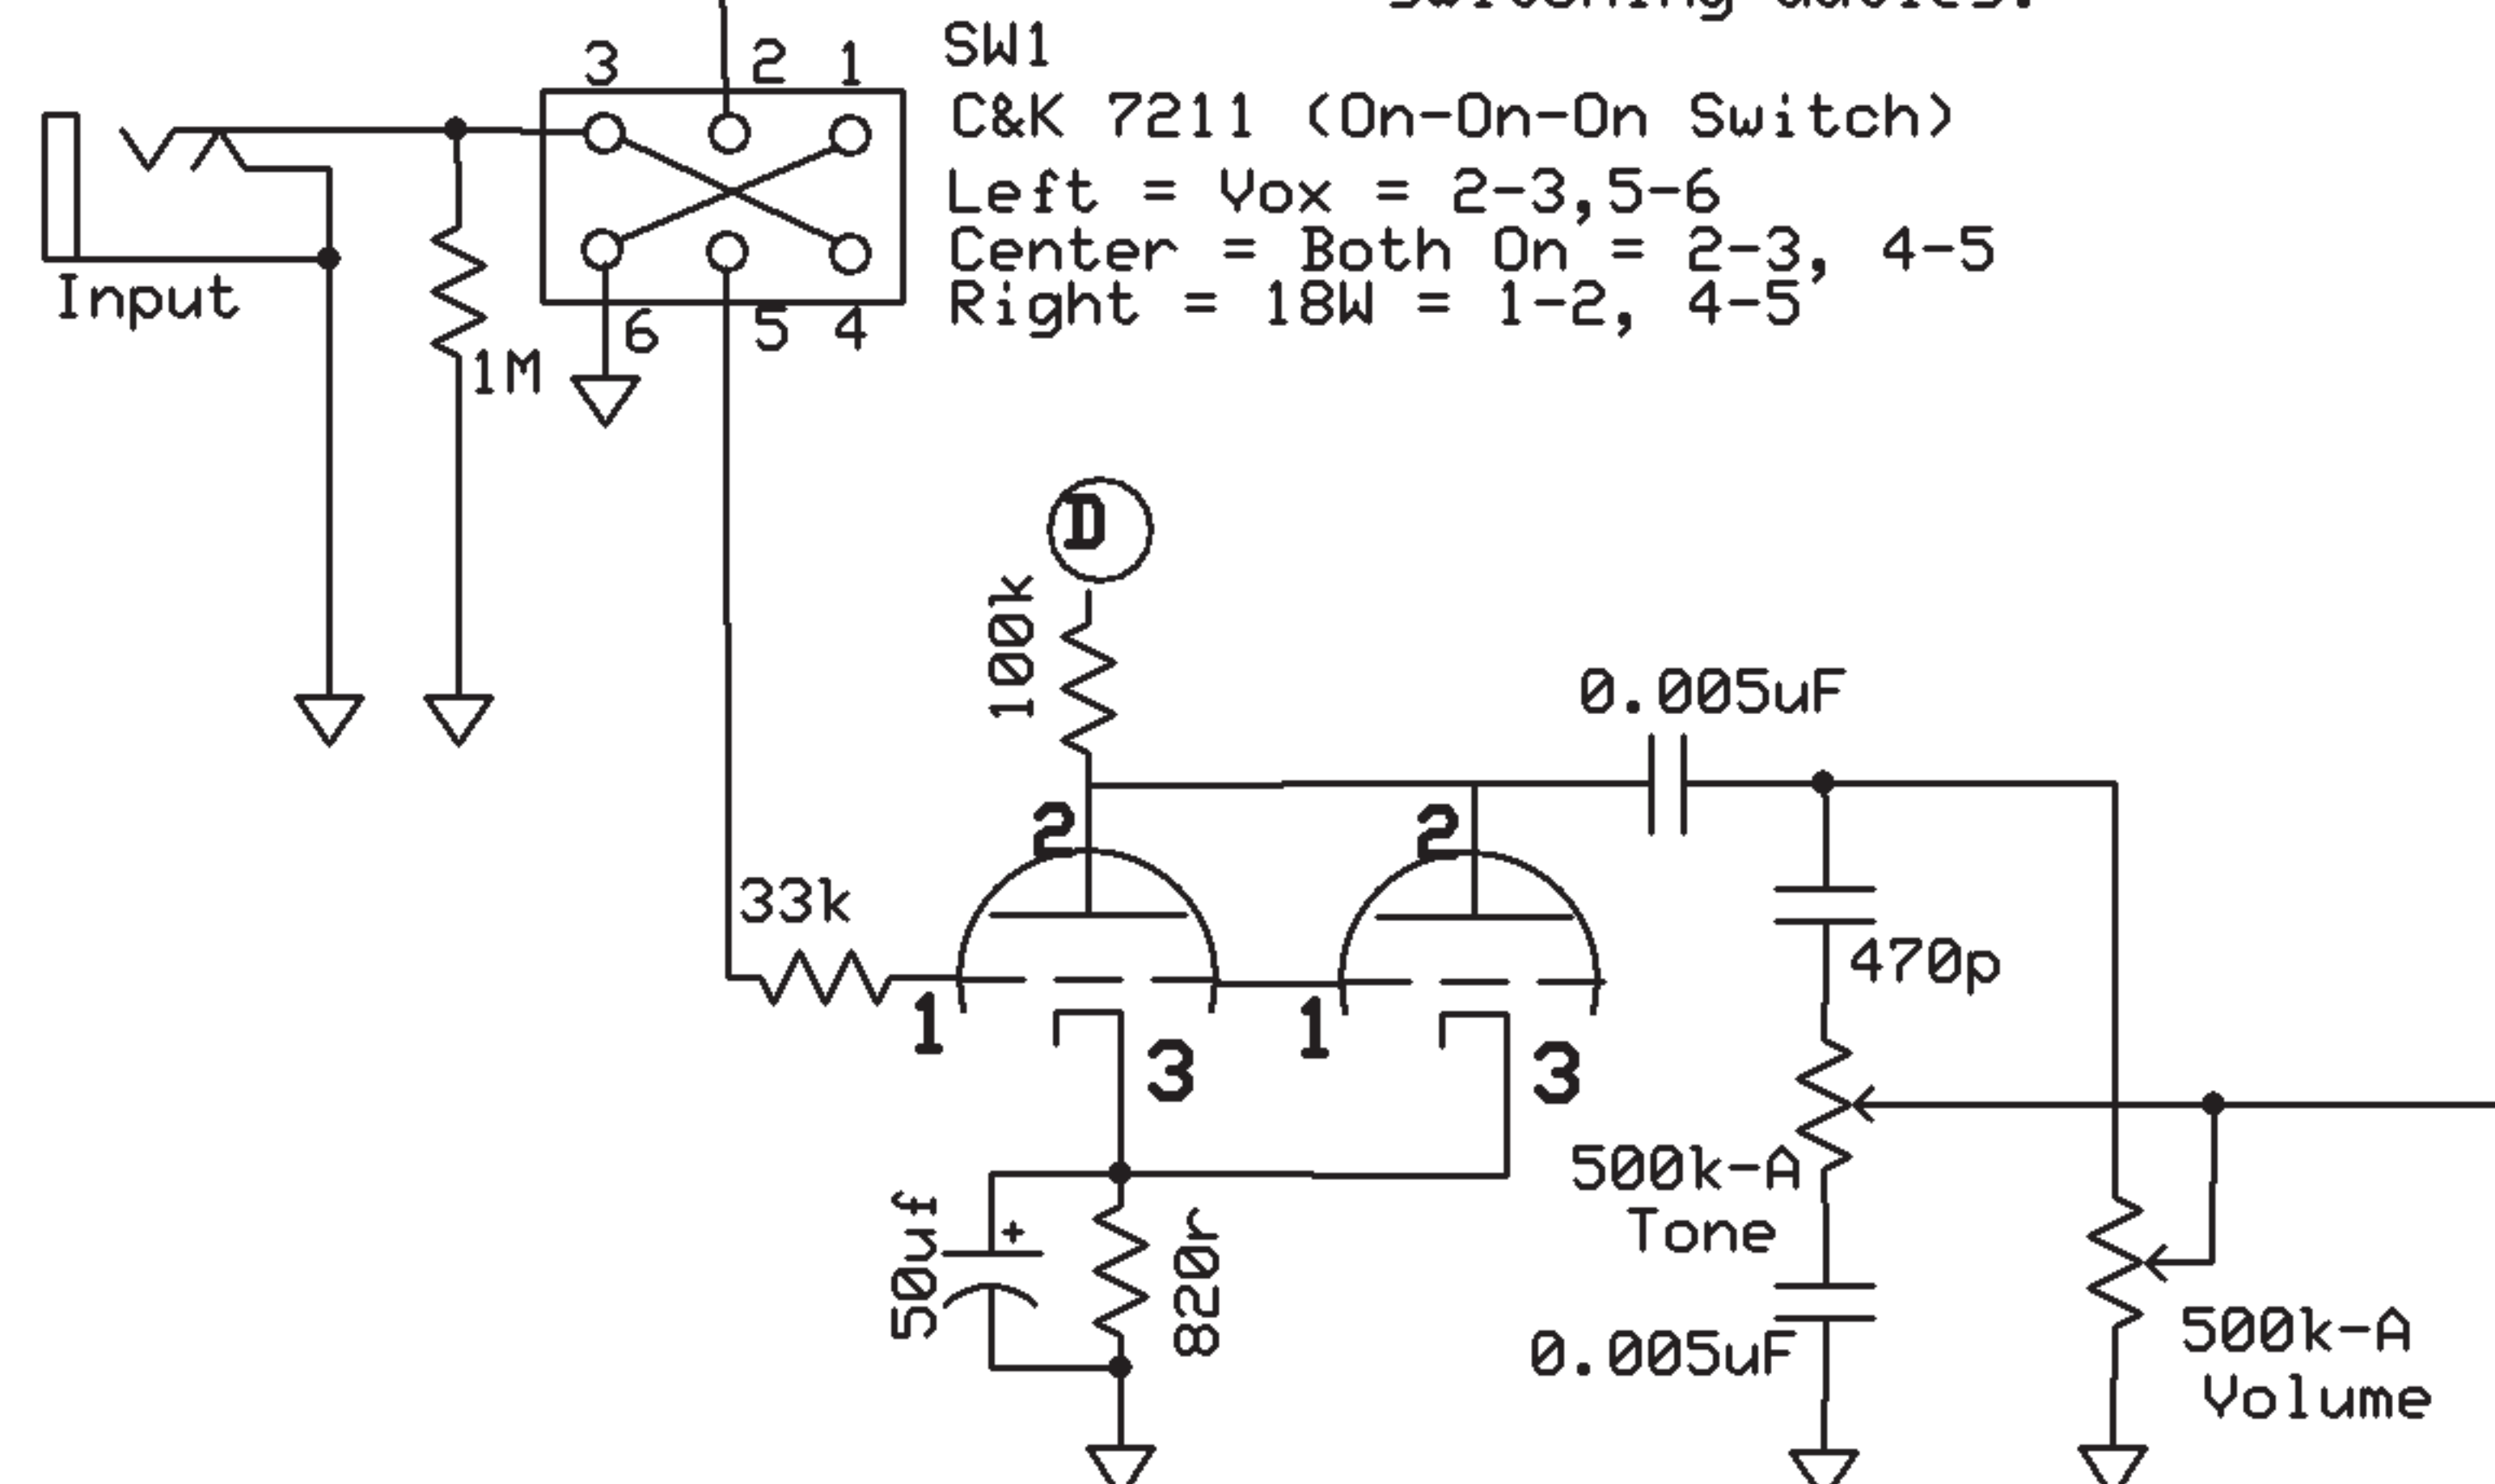 switching duties.
SW1
3 2 1
C&K 7211 (On-On-On Switch)
Left = Vox = 2-3,5-6
Center = Both On = 2-3, 4-5
Right = 18W = 1-2, 4-5
Input
6 5 4
1M
D
100k
0.005uF
2 2
33k
470p
1 1
3 3
500k-A
Tone
50uf
+
820r
0.005uF
500k-A
Volume